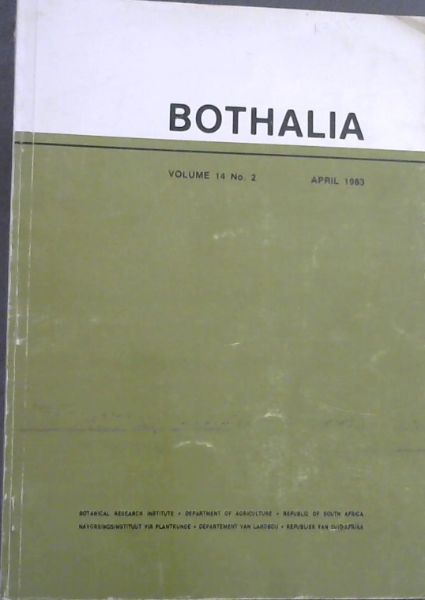 BOTHALIA
VOLUME 14 No. 2 APRIL 1983
BOTANICAL RESEARCH INSTITUTE • DEPARTMENT OF AGRICULTURE • REPUBLIC OF SOUTH AFRICA
NAVORSINGSINSTITUUT VIR PLANTKUNDE • DEPARTEMENT VAN LANDBOU • REPUBLIEK VAN SUID-AFRIKA